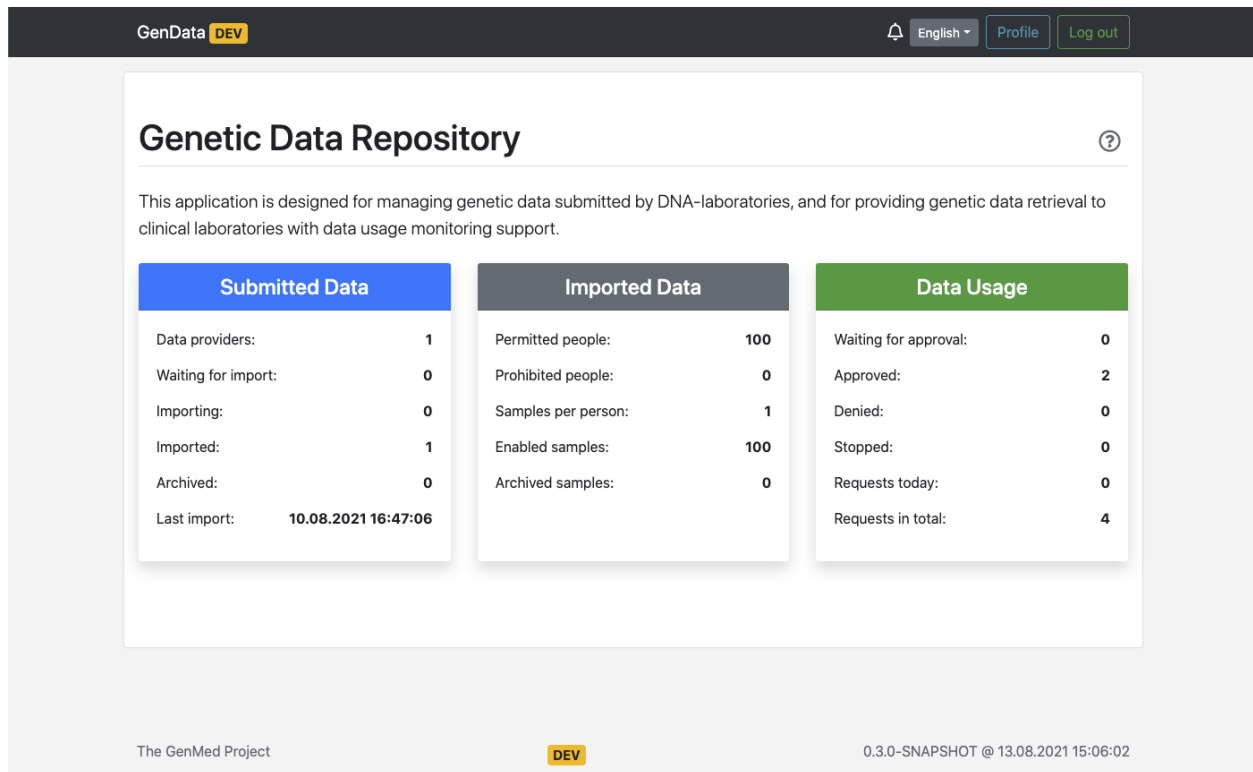 GenData DEV English Profile Log out
Genetic Data Repository
This application is designed for managing genetic data submitted by DNA-laboratories, and for providing genetic data retrieval to
clinical laboratories with data usage monitoring support.
Submitted Data
Data providers: 1
Waiting for import: 0
Importing: 0
Imported: 1
Archived: 0
Last import: 10.08.2021 16:47:06
Imported Data
Permitted people: 100
Prohibited people: 0
Samples per person: 1
Enabled samples: 100
Archived samples: 0
Data Usage
Waiting for approval: 0
Approved: 2
Denied: 0
Stopped: 0
Requests today: 0
Requests in total: 4
The GenMed Project DEV 0.3.0-SNAPSHOT @ 13.08.2021 15:06:02